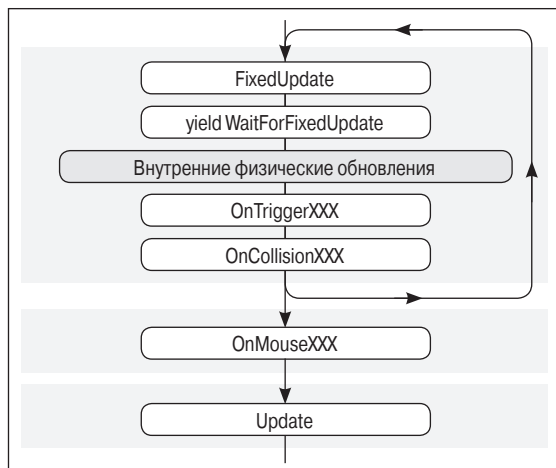 FixedUpdate
yield WaitForFixedUpdate
Внутренние физические обновления
OnTriggerXXX
OnCollisionXXX
OnMouseXXX
Update